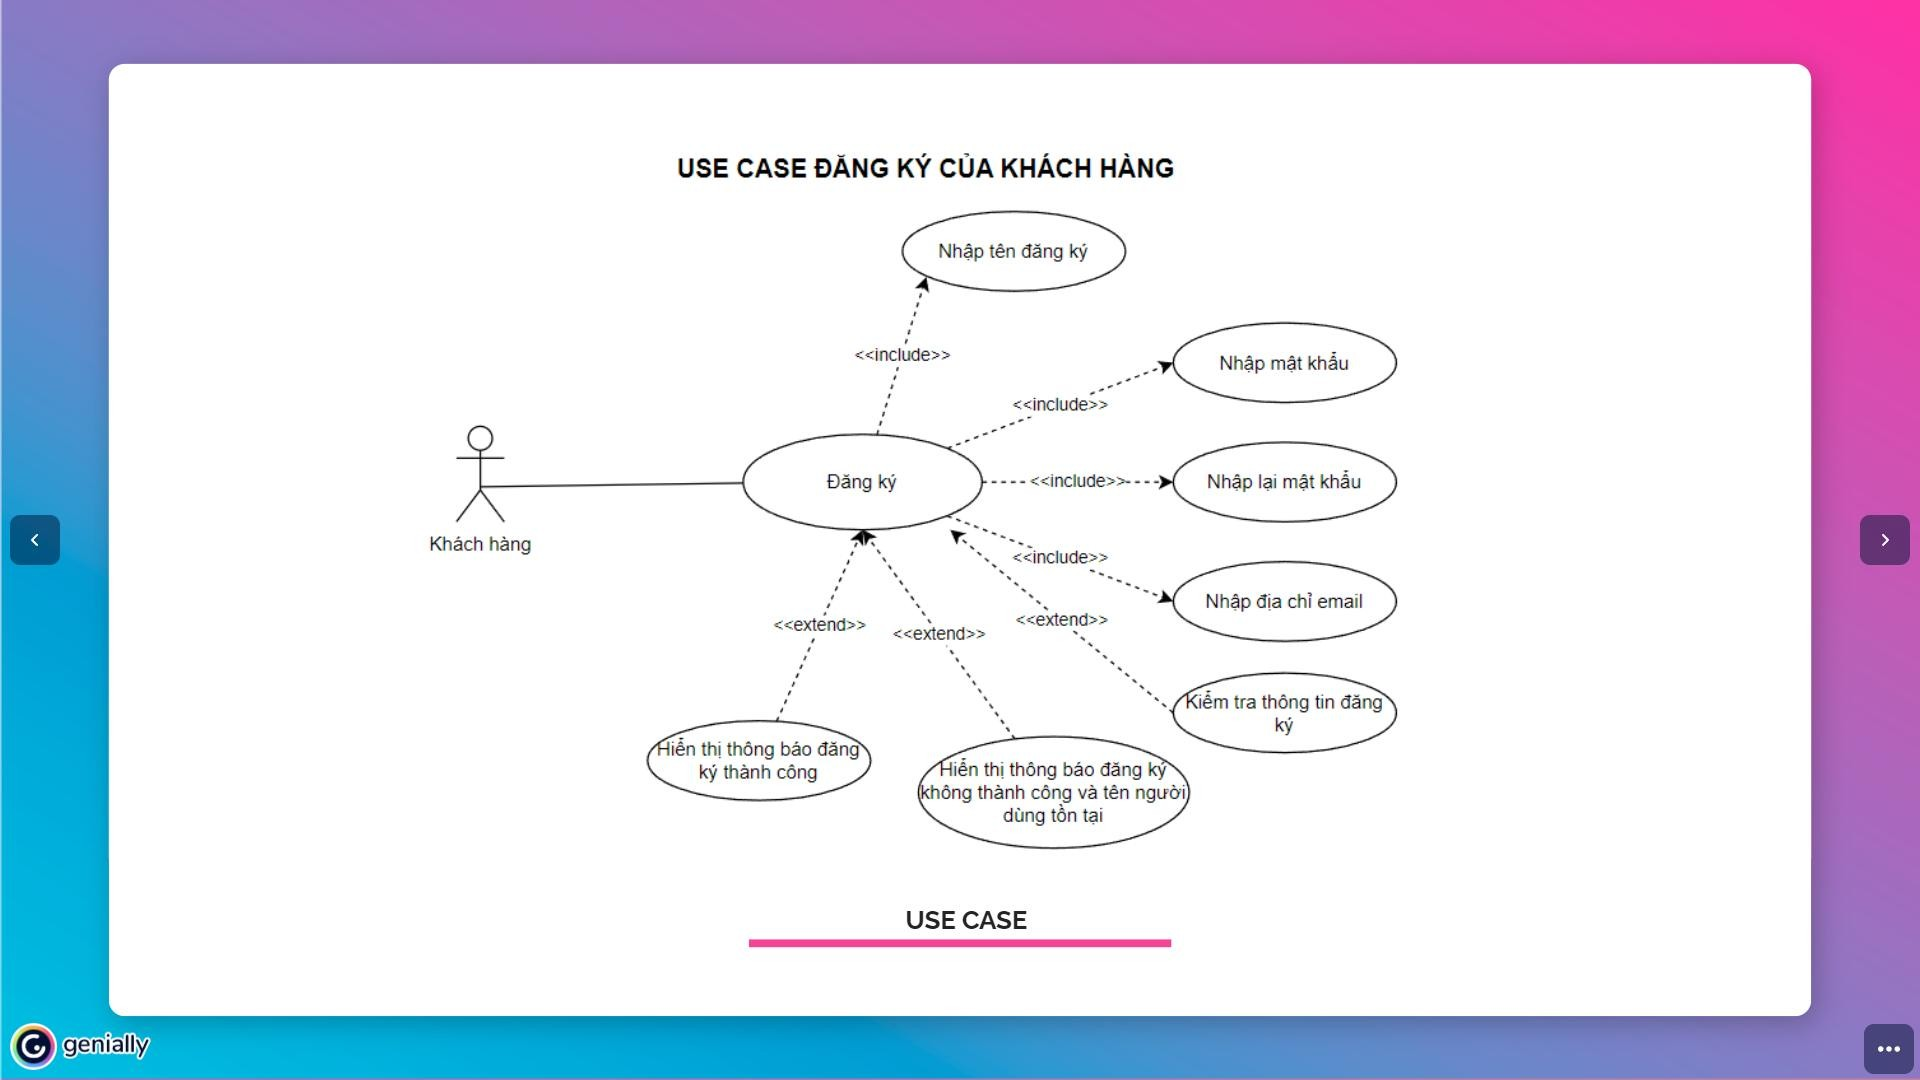 USE CASE ĐĂNG KÝ CỦA KHÁCH HÀNG
Nhập tên đăng ký
<<include>>
Nhập mật khẩu
<<include>>
Đăng ký
<<include>>
Nhập lại mật khẩu
Khách hàng
<<include>>
Nhập địa chỉ email
<<extend>>
<<extend>>
<<extend>>
Kiểm tra thông tin đăng
ký
Hiển thị thông báo đăng
ký thành công
Hiển thị thông báo đăng ký
không thành công và tên người
dùng tồn tại
USE CASE
genially